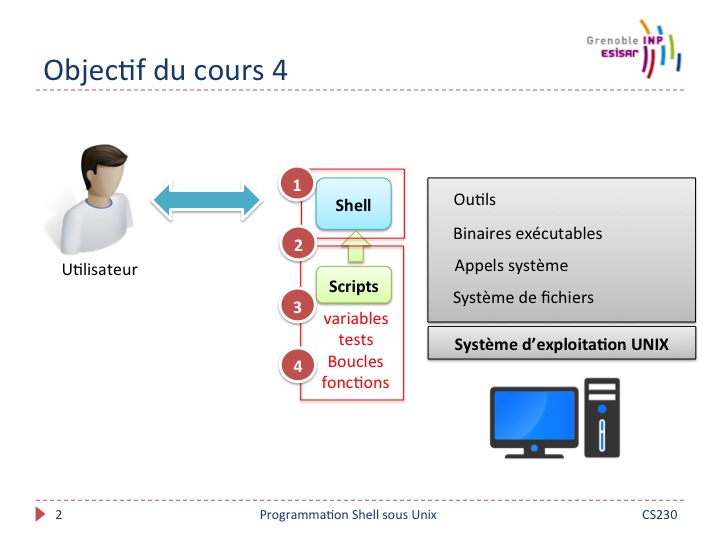 Grenoble INP
ESISAR
Objectif du cours 4
1
Shell
2
Scripts
3
variables
tests
4
Boucles
fonctions
Utilisateur
Outils
Binaires exécutables
Appels système
Système de fichiers
Système d’exploitation UNIX
2
Programmation Shell sous Unix
CS230